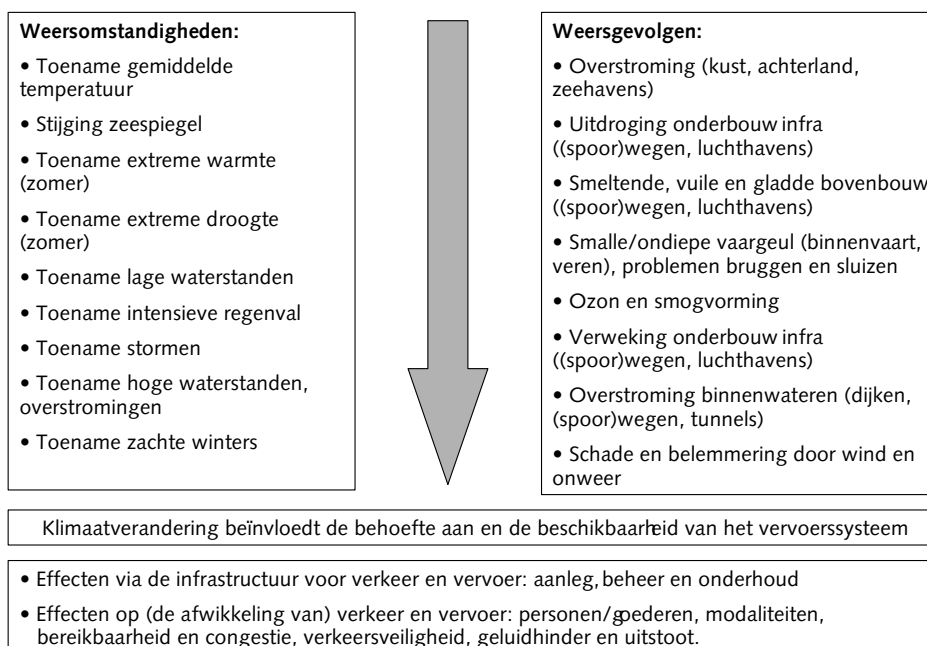 Weersomstandigheden:
• Toename gemiddelde
temperatuur
• Stijging zeespiegel
• Toename extreme warmte
(zomer)
• Toename extreme droogte
(zomer)
• Toename lage waterstanden
• Toename intensieve regenval
• Toename stormen
• Toename hoge waterstanden,
overstromingen
• Toename zachte winters
Weersgevolgen:
• Overstroming (kust, achterland,
zeehavens)
• Uitdroging onderbouw infra
((spoor)wegen, luchthavens)
• Smeltende, vuile en gladde bovenbouw
((spoor)wegen, luchthavens)
• Smalle/ondiepe vaargeul (binnenvaart,
veren), problemen bruggen en sluizen
• Ozon en smogvorming
• Verweking onderbouw infra
((spoor)wegen, luchthavens)
• Overstroming binnenwateren (dijken,
(spoor)wegen, tunnels)
• Schade en belemmering door wind en
onweer
Klimaatverandering beïnvloedt de behoefte aan en de beschikbaarheid van het vervoerssysteem
• Effecten via de infrastructuur voor verkeer en vervoer: aanleg, beheer en onderhoud
• Effecten op (de afwikkeling van) verkeer en vervoer: personen/goederen, modaliteiten,
bereikbaarheid en congestie, verkeersveiligheid, geluidhinder en uitstoot.